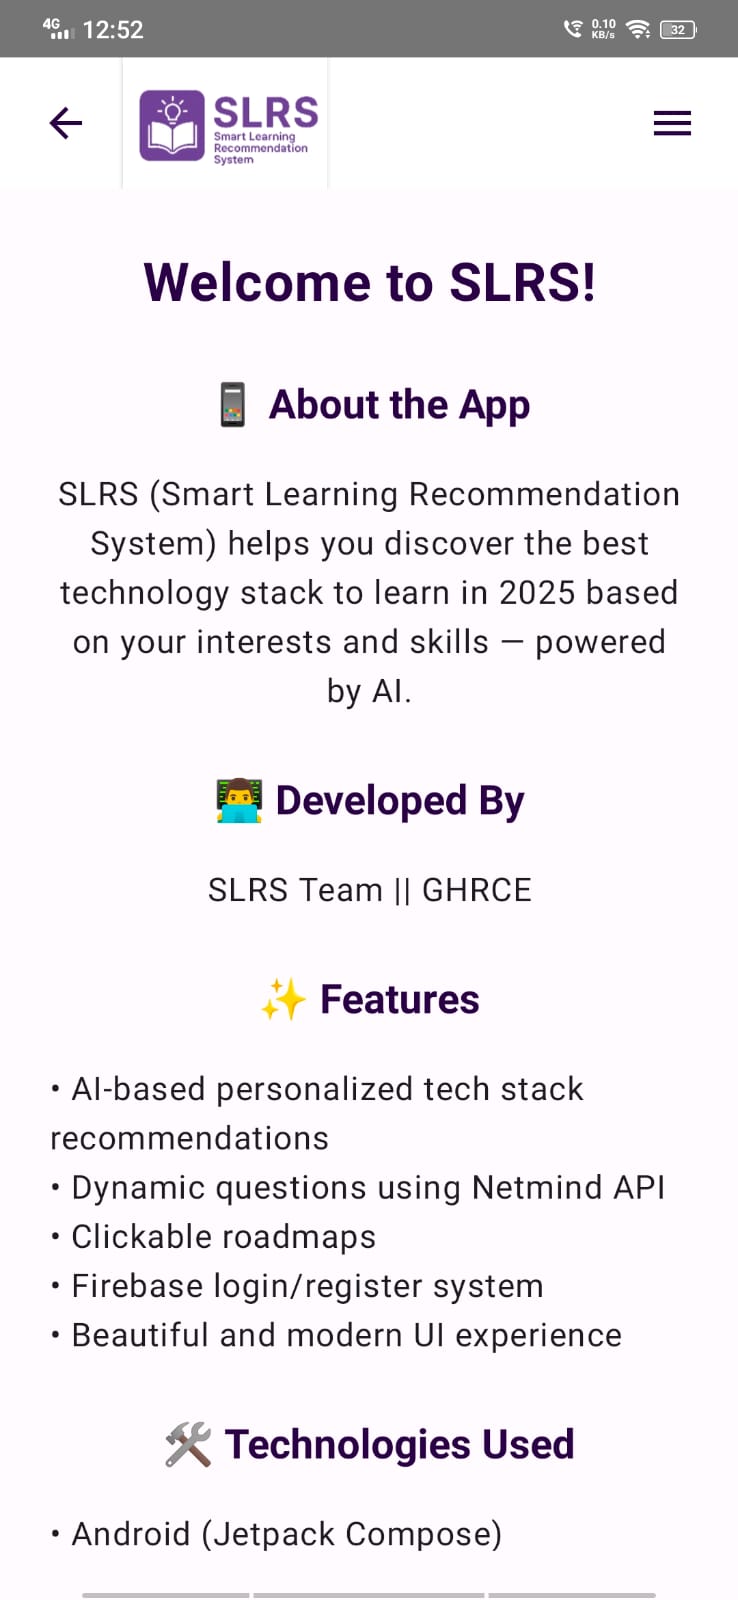 4G 12:52 0.10 KB/s 32
SLRS
Smart Learning
Recommendation
System
Welcome to SLRS!
About the App
SLRS (Smart Learning Recommendation
System) helps you discover the best
technology stack to learn in 2025 based
on your interests and skills — powered
by AI.
Developed By
SLRS Team || GHRCE
Features
• AI-based personalized tech stack
recommendations
• Dynamic questions using Netmind API
• Clickable roadmaps
• Firebase login/register system
• Beautiful and modern UI experience
Technologies Used
• Android (Jetpack Compose)